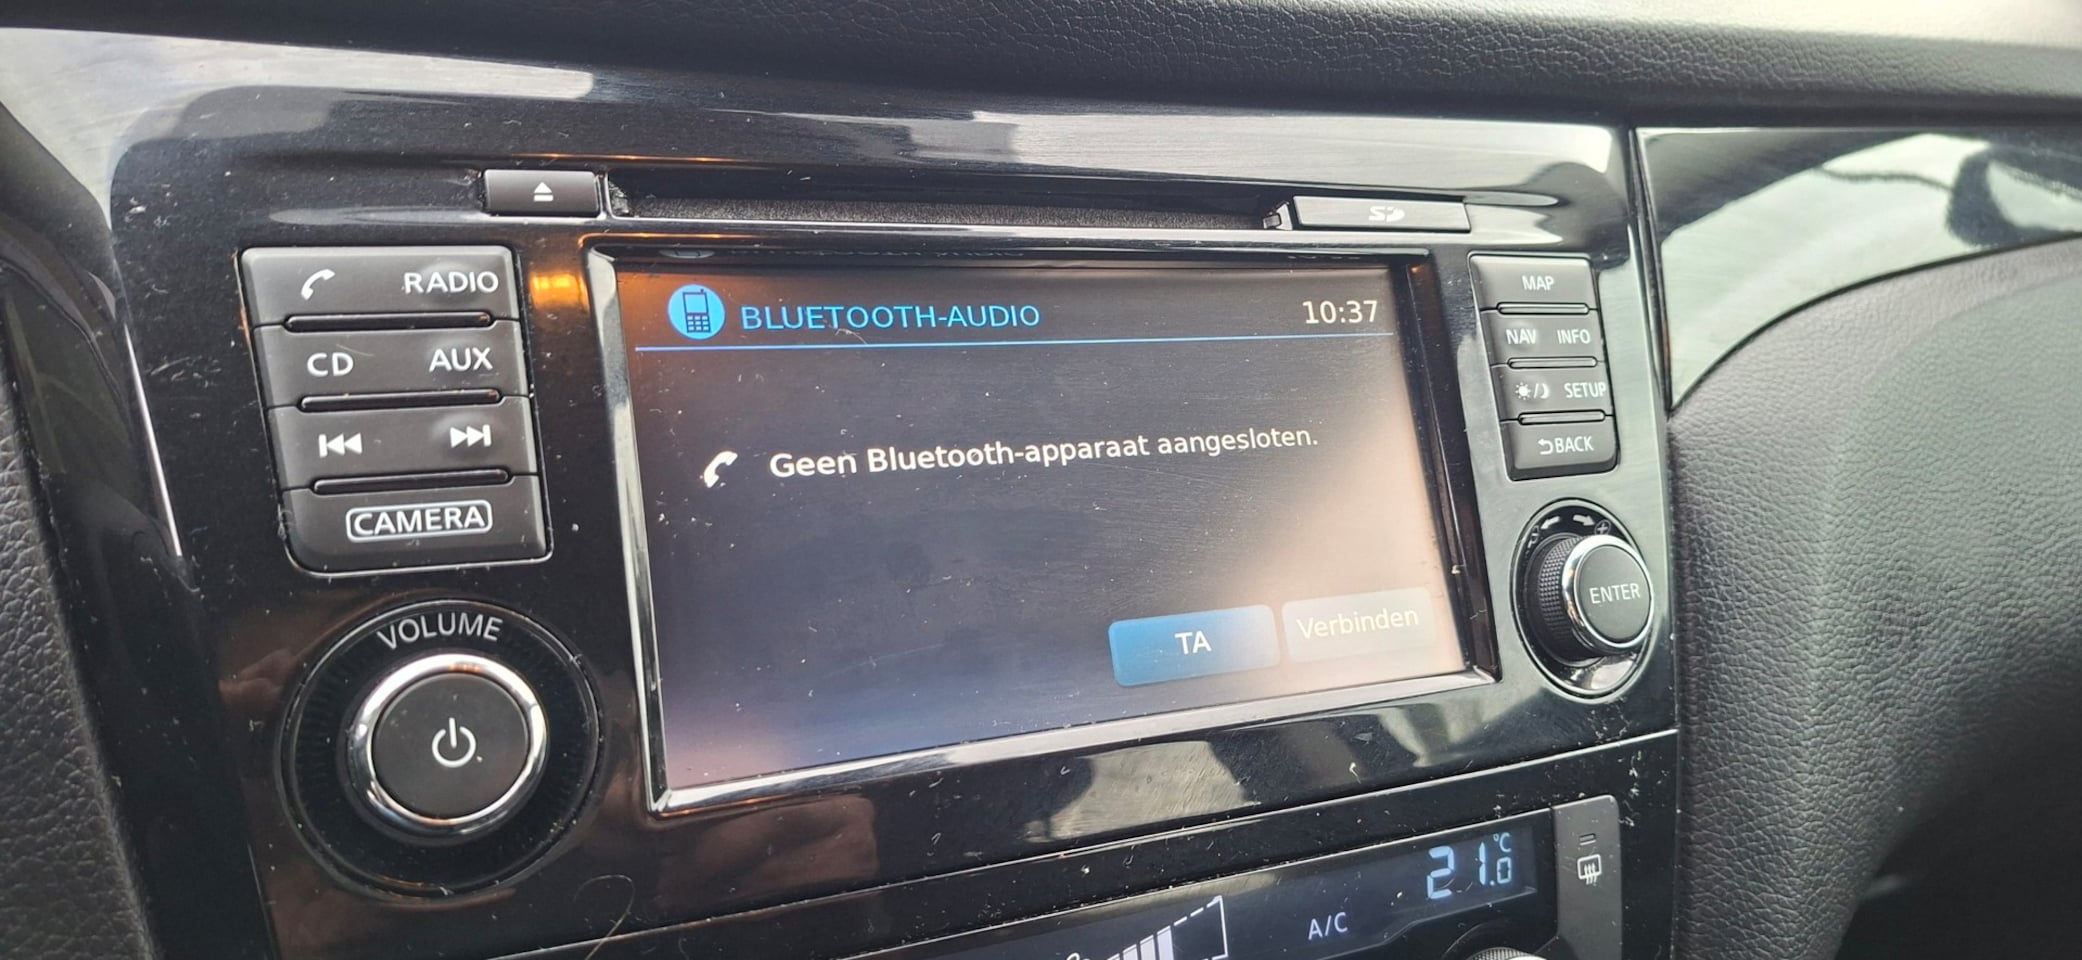 SD
RADIO
CD AUX
CAMERA
VOLUME
BLUETOOTH-AUDIO 10:37
Geen Bluetooth-apparaat aangesloten.
TA Verbinden
MAP
NAV INFO
SETUP
BACK
ENTER
21.0 °C
A/C